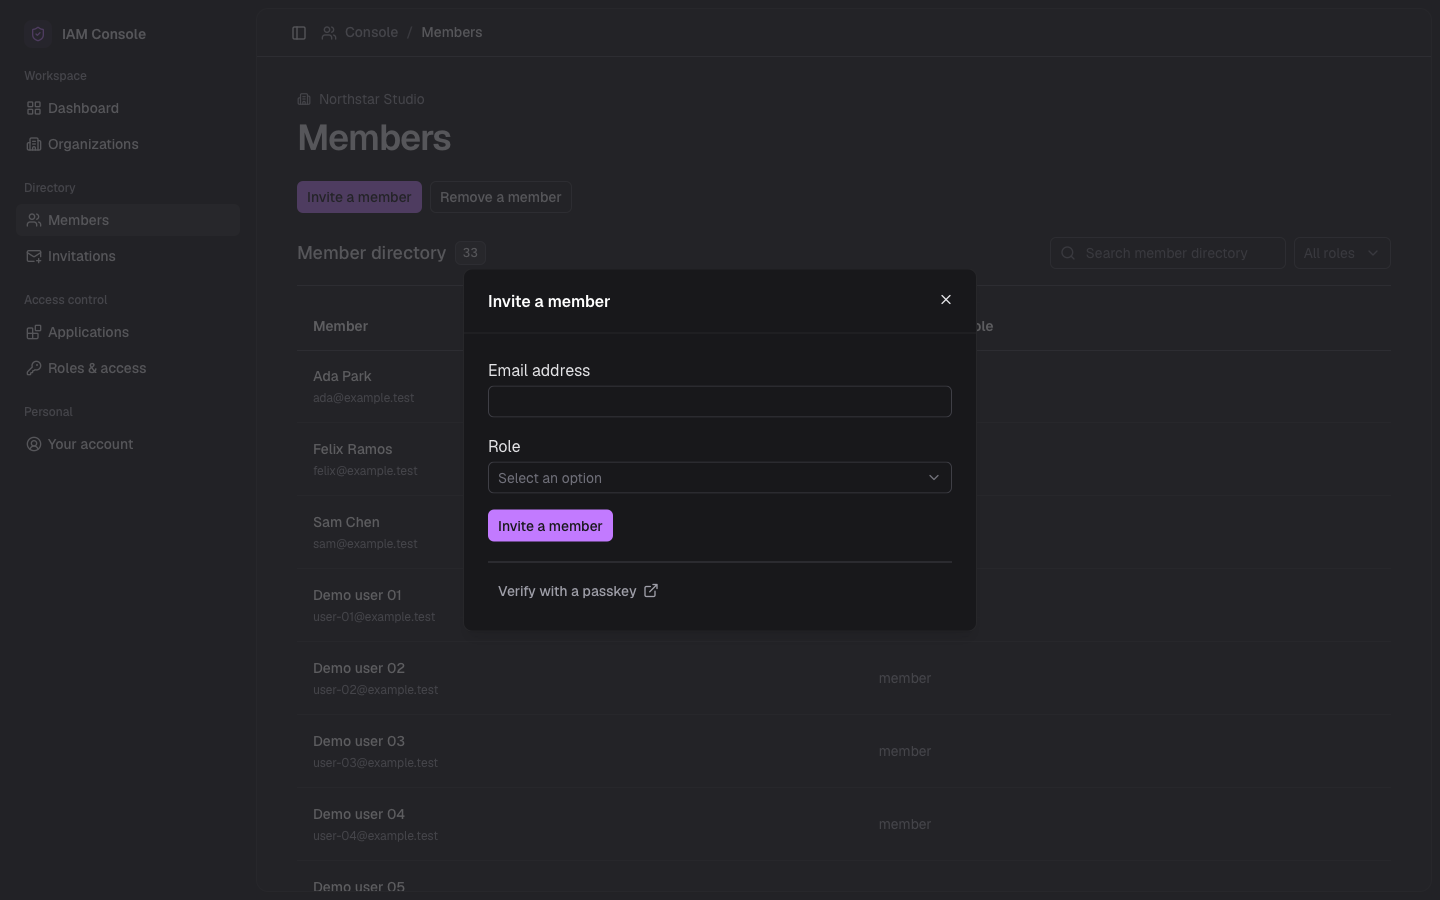 IAM Console
Workspace
Dashboard
Organizations
Directory
Members
Invitations
Access control
Applications
Roles & access
Personal
Your account
Console / Members
Northstar Studio
Members
Invite a member
Remove a member
Member directory 33
Search member directory
All roles
Member
Ada Park
ada@example.test
Felix Ramos
felix@example.test
Sam Chen
sam@example.test
Demo user 01
user-01@example.test
Demo user 02
user-02@example.test
member
Demo user 03
user-03@example.test
member
Demo user 04
user-04@example.test
member
Demo user 05
Invite a member
Email address
Role
Select an option
Invite a member
Verify with a passkey